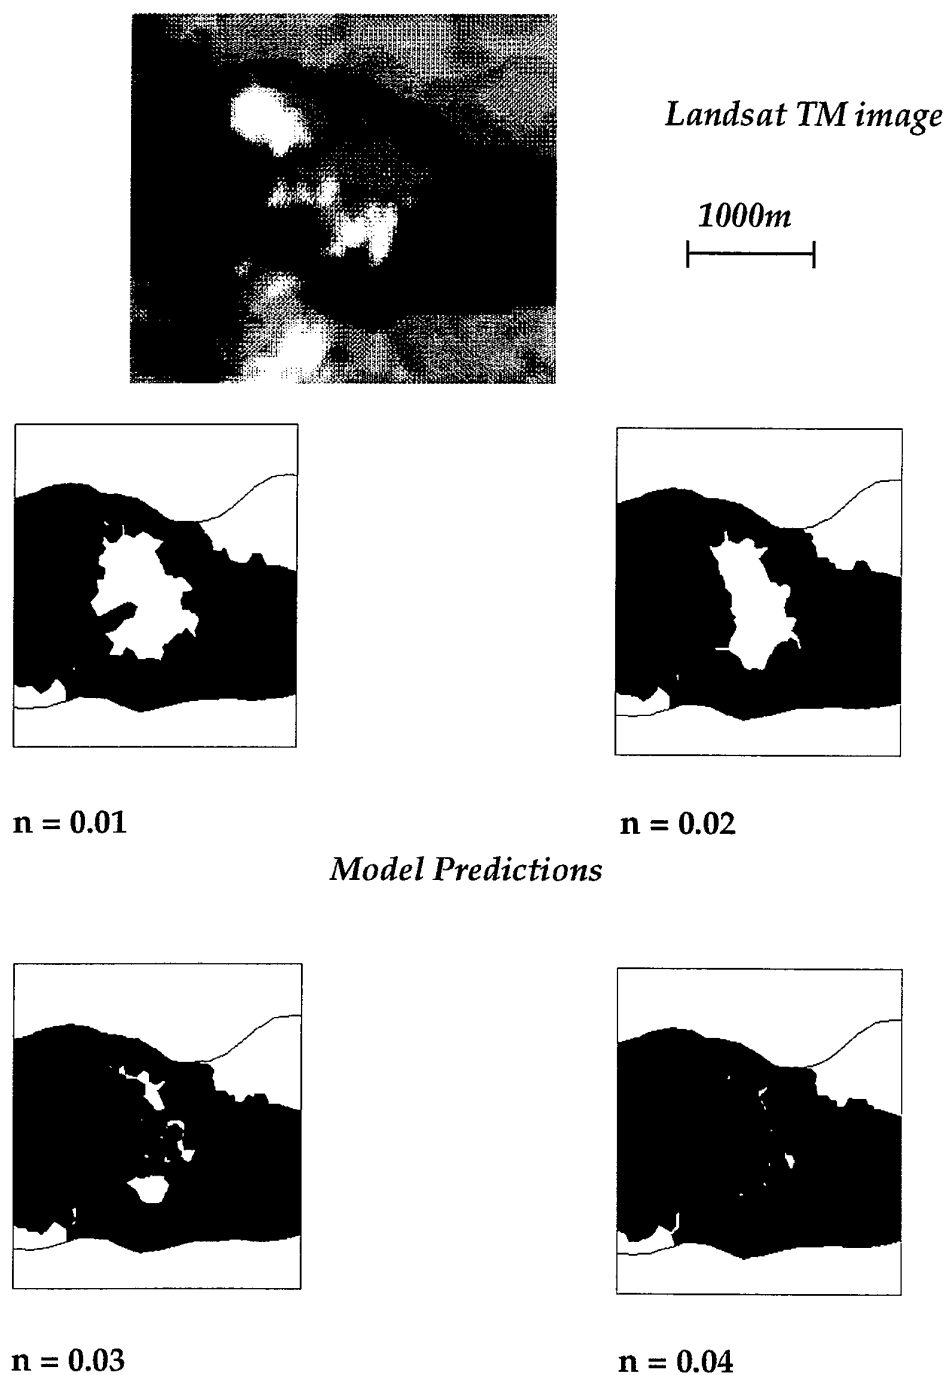 Landsat TM image
1000m
n = 0.01
n = 0.02
Model Predictions
n = 0.03
n = 0.04